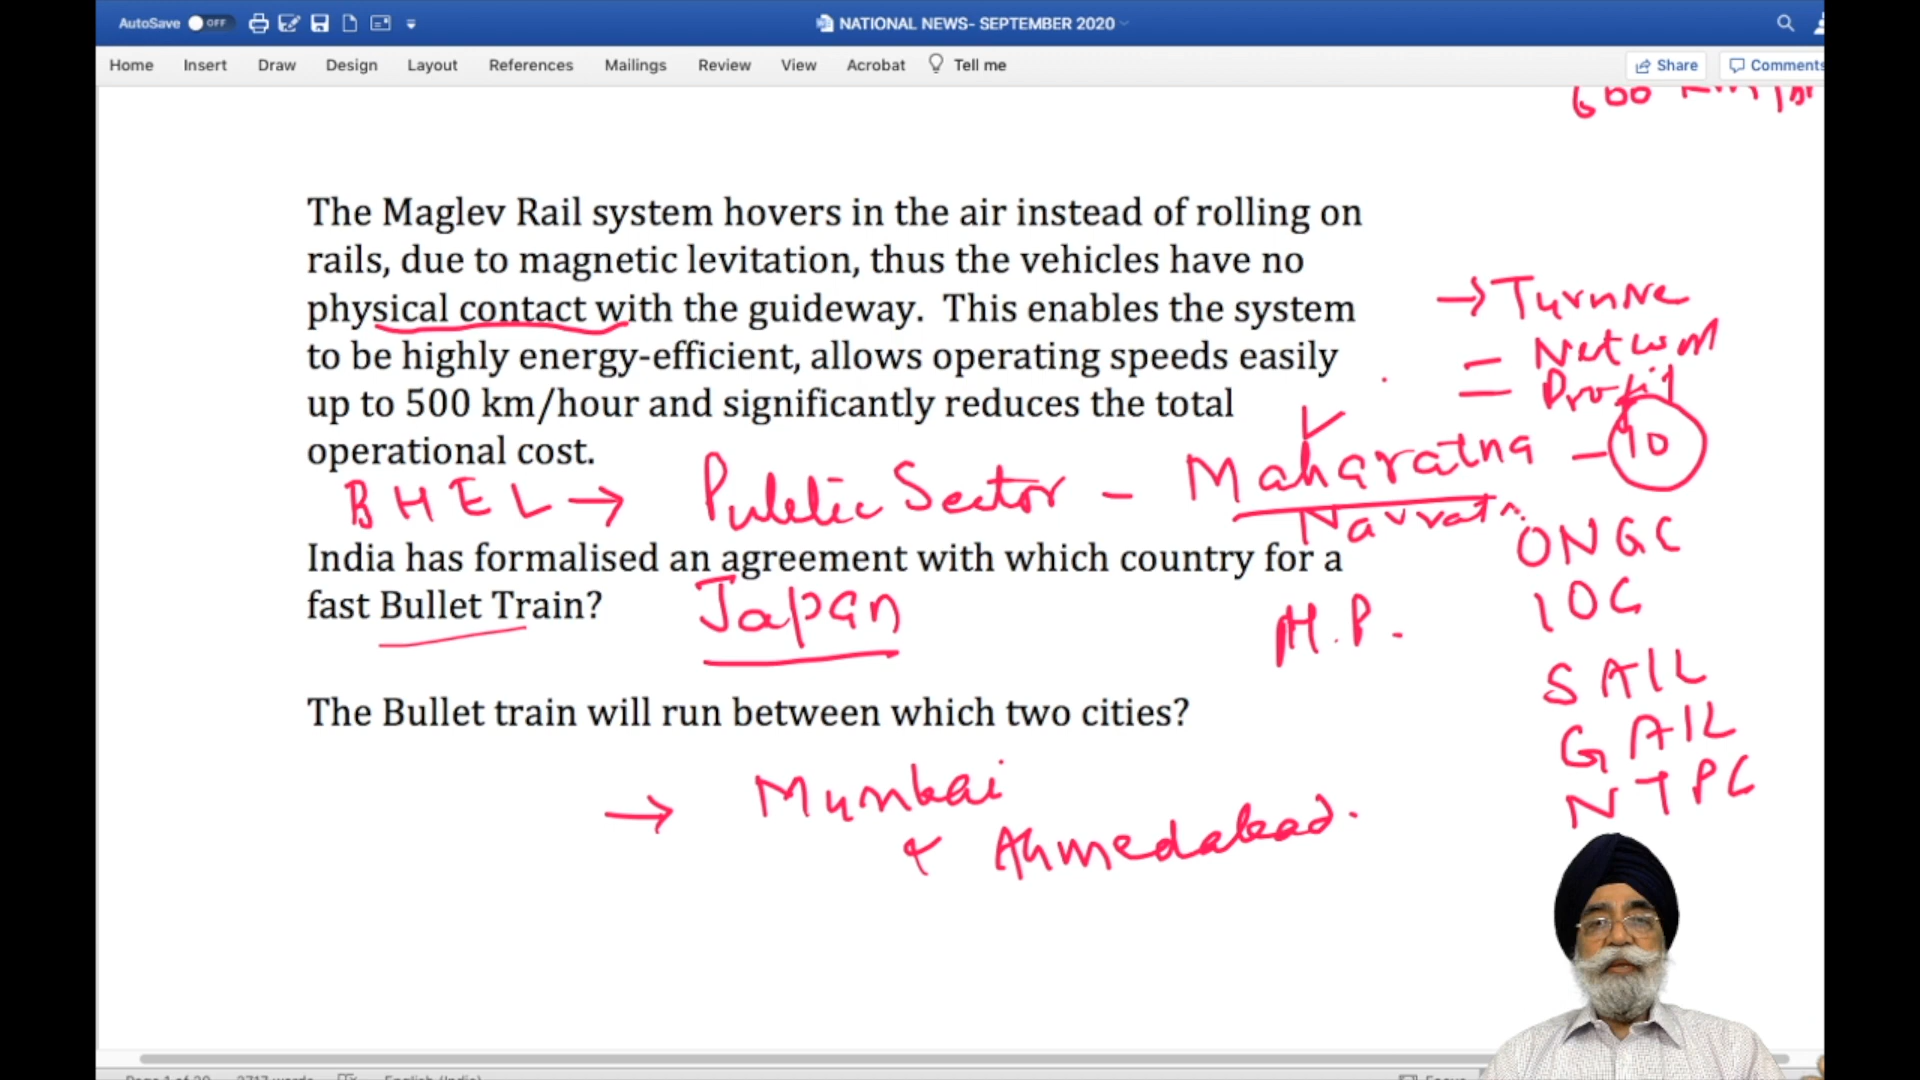 AutoSave OFF NATIONAL NEWS- SEPTEMBER 2020
Home Insert Draw Design Layout References Mailings Review View Acrobat Tell me Share Comments
600
The Maglev Rail system hovers in the air instead of rolling on
rails, due to magnetic levitation, thus the vehicles have no
physical contact with the guideway. This enables the system
to be highly energy-efficient, allows operating speeds easily
up to 500 km/hour and significantly reduces the total
operational cost.
→
= Profit
BHEL → Public Sector - Maharatna - 10
India has formalised an agreement with which country for a
fast Bullet Train? Japan
ONGC
IOC
SAIL
GAIL
NTPC
The Bullet train will run between which two cities?
→ Mumbai
& Ahmedabad.
English (India)